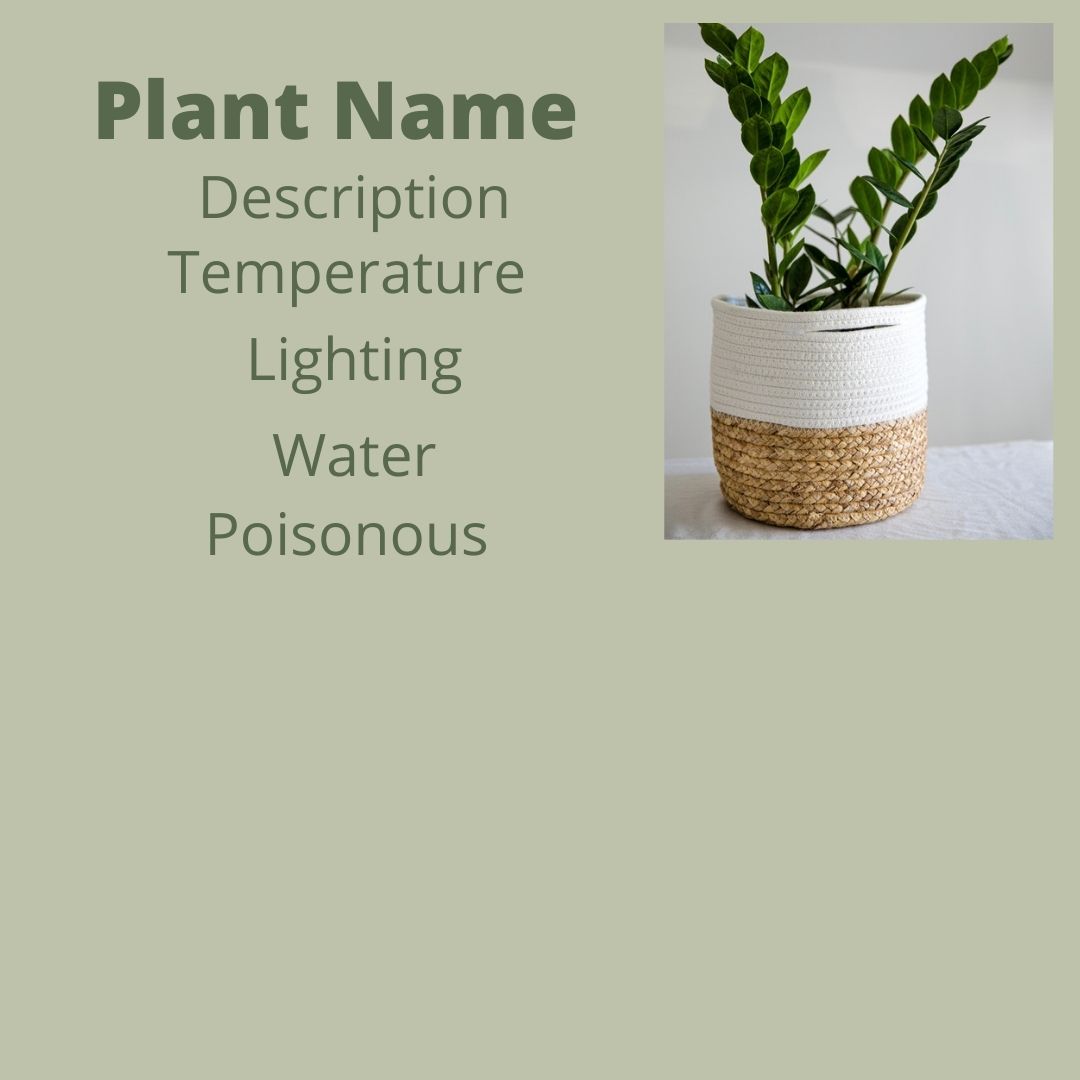 Plant Name
Description
Temperature
Lighting
Water
Poisonous